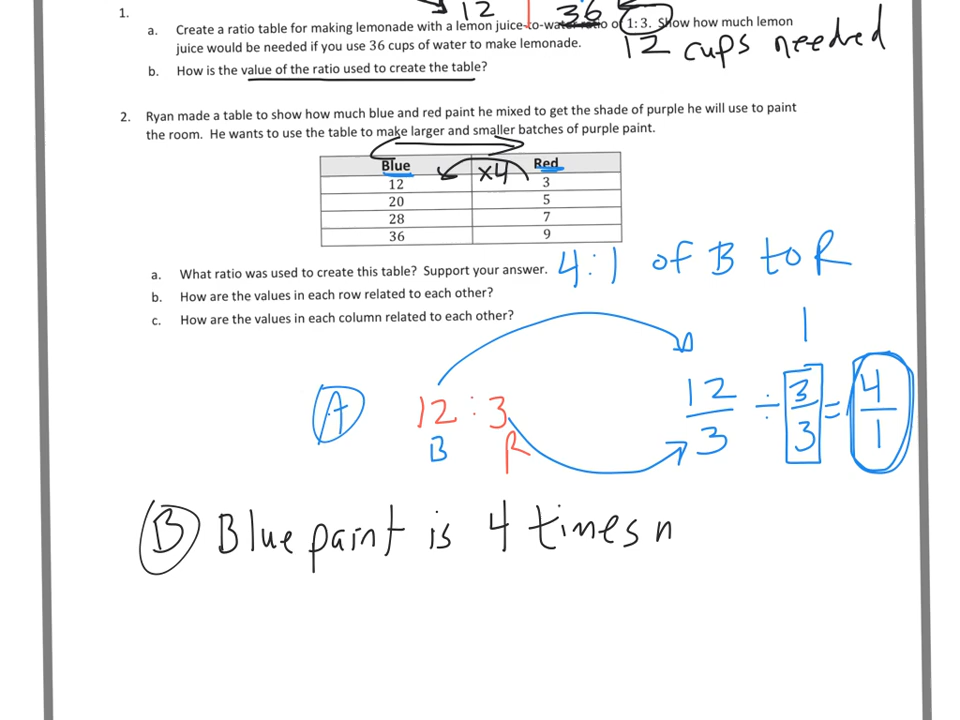 12 36
1.
a. Create a ratio table for making lemonade with a lemon juice-to-water ratio of 1:3. Show how much lemon
juice would be needed if you use 36 cups of water to make lemonade.
12 cups needed
b. How is the value of the ratio used to create the table?
2. Ryan made a table to show how much blue and red paint he mixed to get the shade of purple he will use to paint
the room. He wants to use the table to make larger and smaller batches of purple paint.
Blue x4 Red
12 3
20 5
28 7
36 9
a. What ratio was used to create this table? Support your answer. 4:1 of B to R
b. How are the values in each row related to each other?
c. How are the values in each column related to each other?
1
A 12:3 12/3 ÷ 3/3 = 4/1
B R
B Blue paint is 4 times n